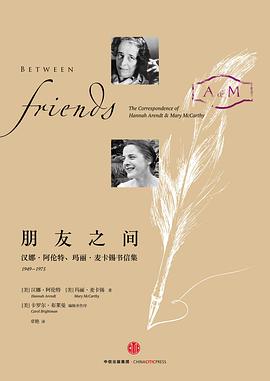 BETWEEN
friends
The Correspondence of
Hannah Arendt & Mary McCarthy
A & M
朋友之间
汉娜·阿伦特、玛丽·麦卡锡书信集
1949–1975
[美] 汉娜·阿伦特 [美] 玛丽·麦卡锡 著
Hannah Arendt Mary McCarthy
[美] 卡罗尔·布莱曼 编辑并作序
Carol Brightman
章艳 译
中信出版集团·CHINACITICPRESS